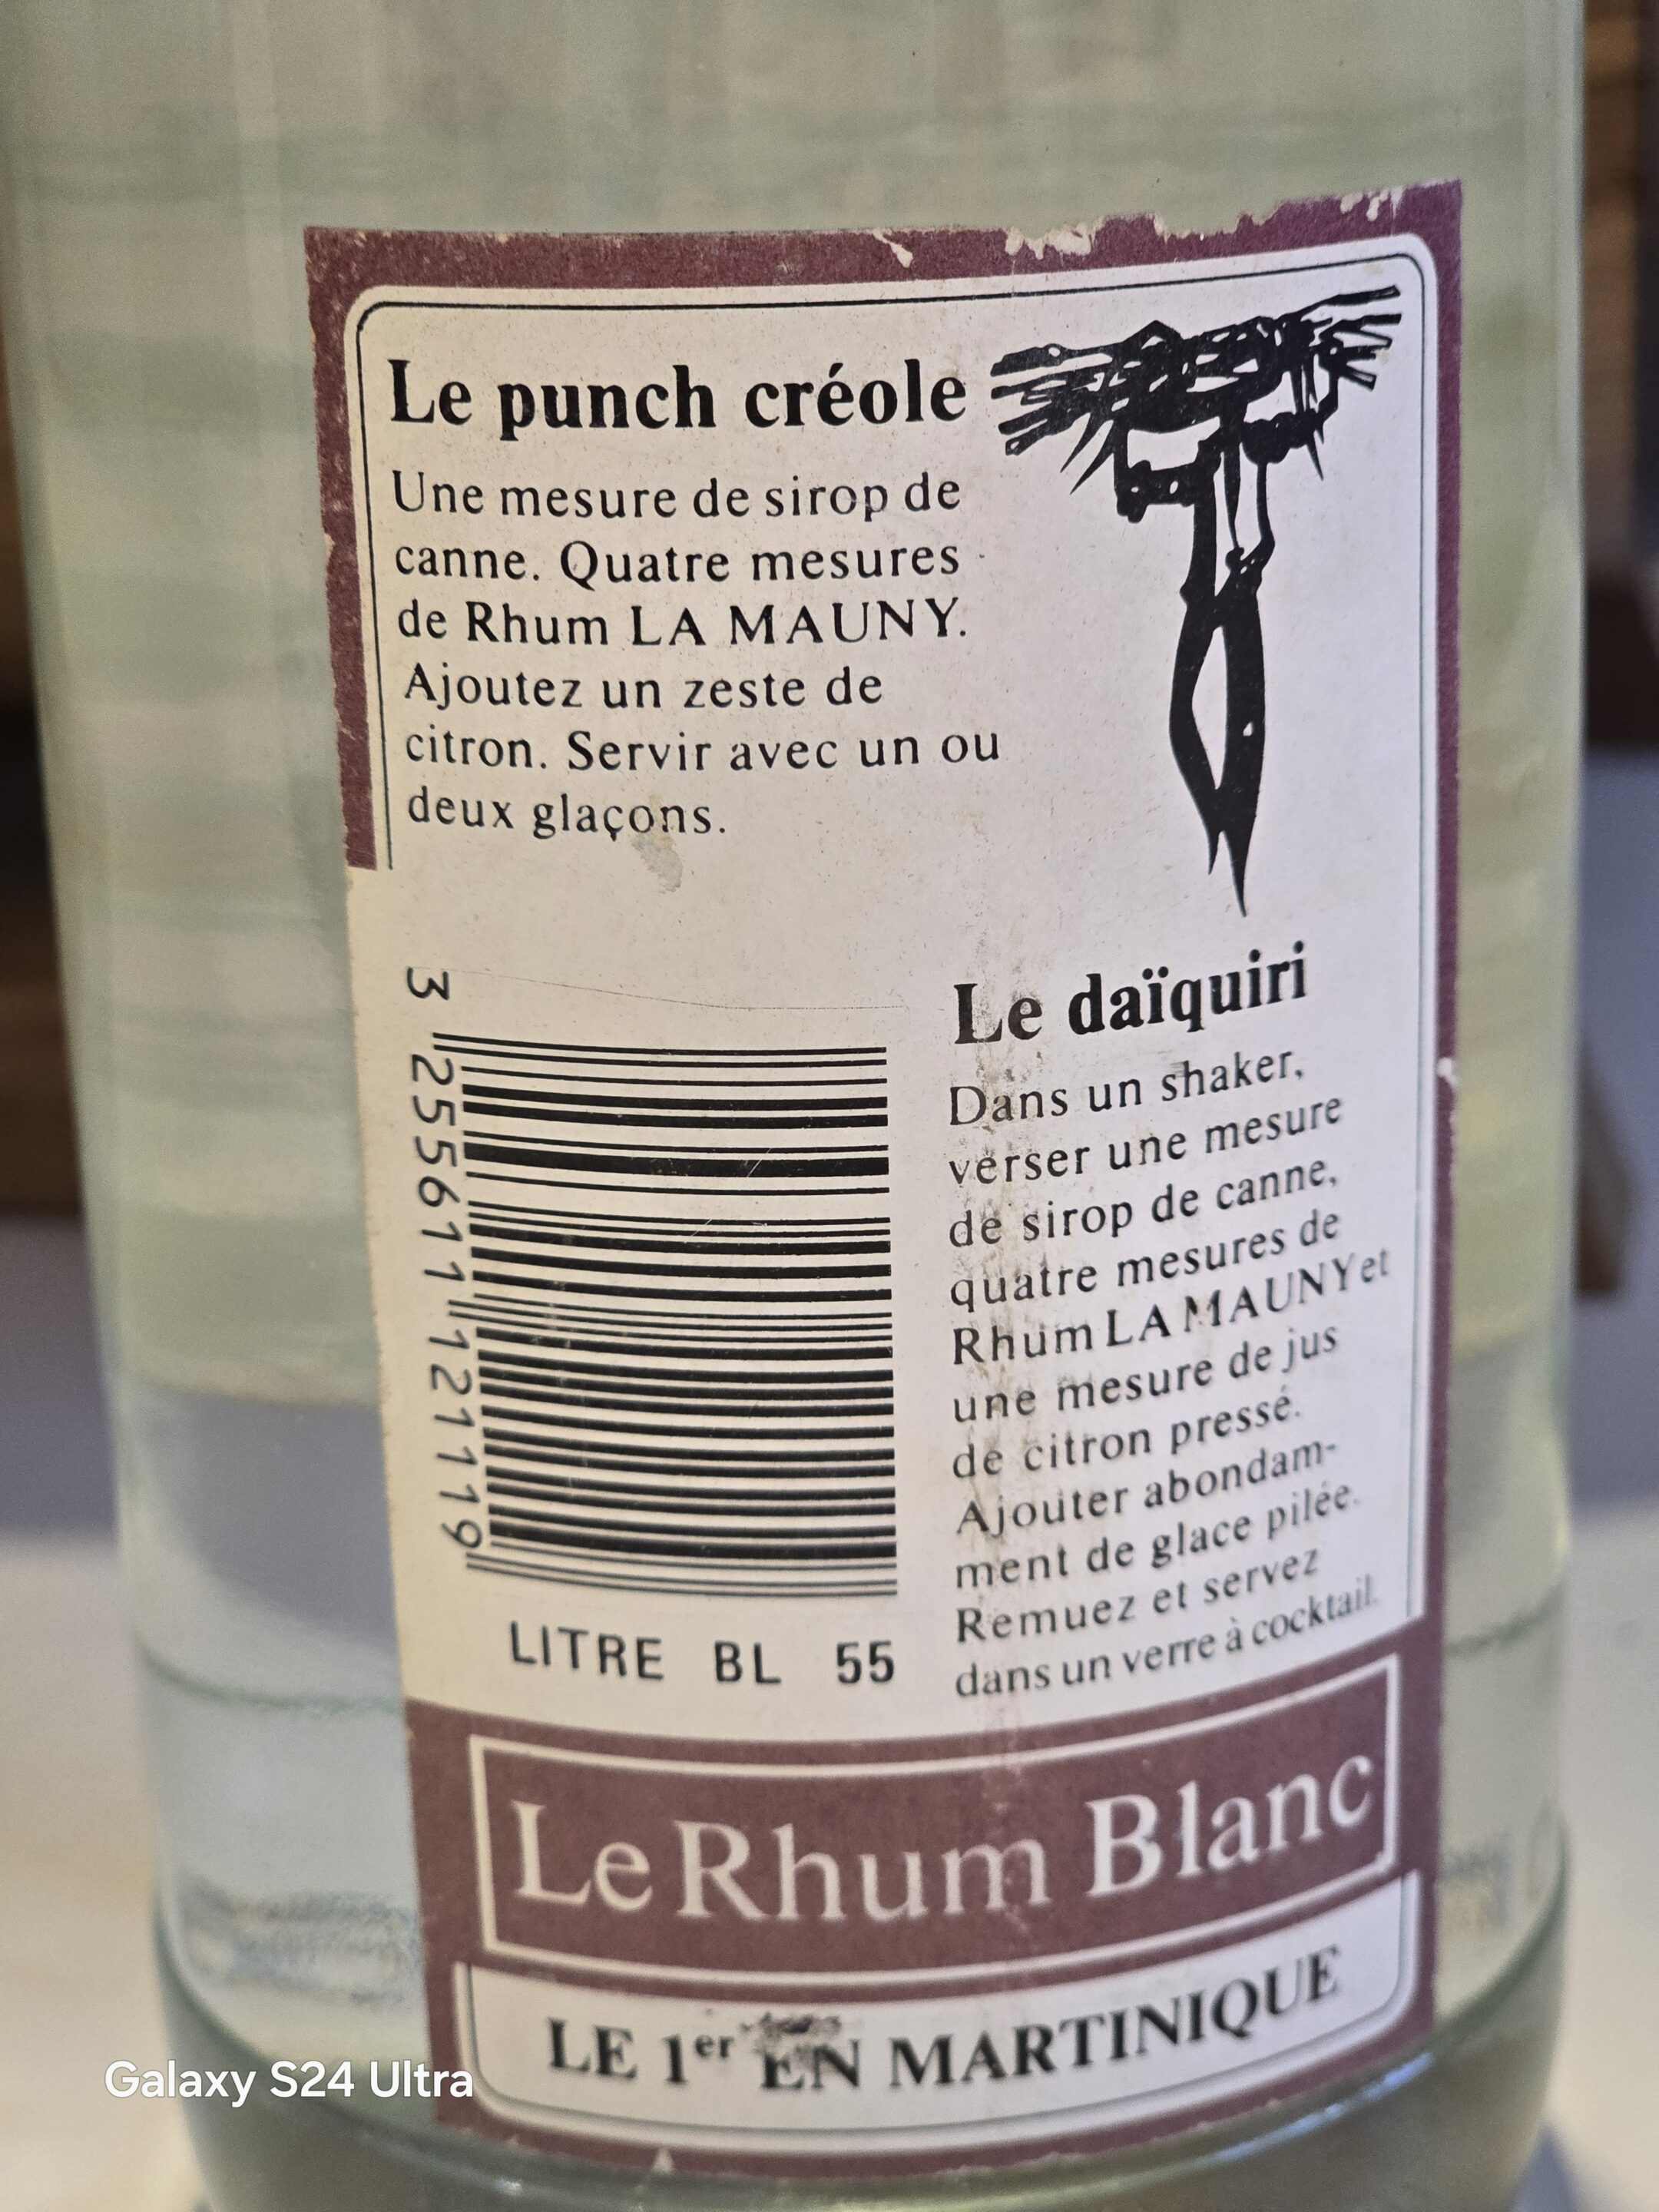 Le punch créole
Une mesure de sirop de
canne. Quatre mesures
de Rhum LA MAUNY.
Ajoutez un zeste de
citron. Servir avec un ou
deux glaçons.
3 255611 121119
LITRE BL 55
Le daïquiri
Dans un shaker,
verser une mesure
de sirop de canne,
quatre mesures de
Rhum LA MAUNY et
une mesure de jus
de citron pressé.
Ajouter abondam-
ment de glace pilée.
Remuez et servez
dans un verre à cocktail.
Le Rhum Blanc
LE 1er EN MARTINIQUE
Galaxy S24 Ultra